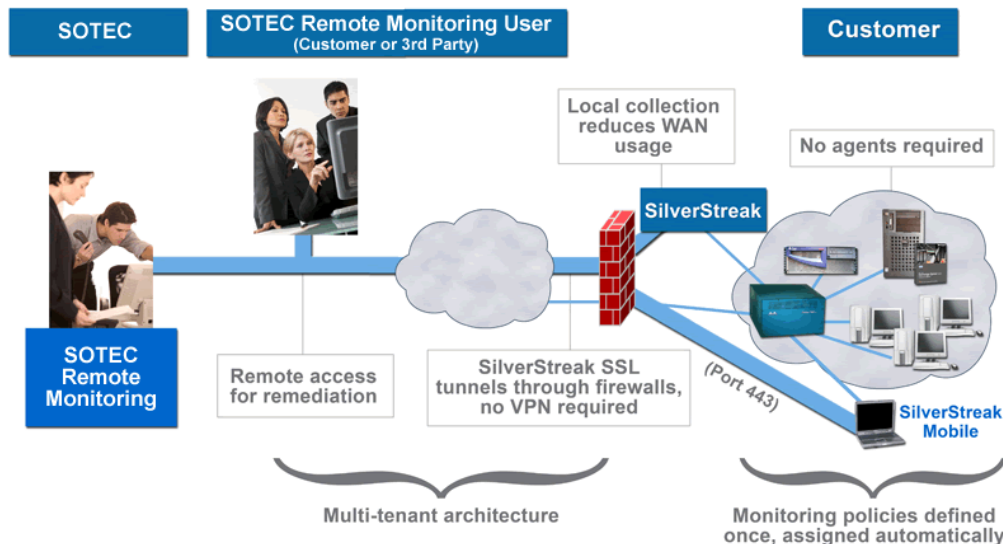 SOTEC
SOTEC Remote Monitoring User
(Customer or 3rd Party)
Customer
Local collection
reduces WAN
usage
No agents required
SilverStreak
SOTEC
Remote
Monitoring
Remote access
for remediation
SilverStreak SSL
tunnels through firewalls,
no VPN required
(Port 443)
SilverStreak
Mobile
Multi-tenant architecture
Monitoring policies defined
once, assigned automatically